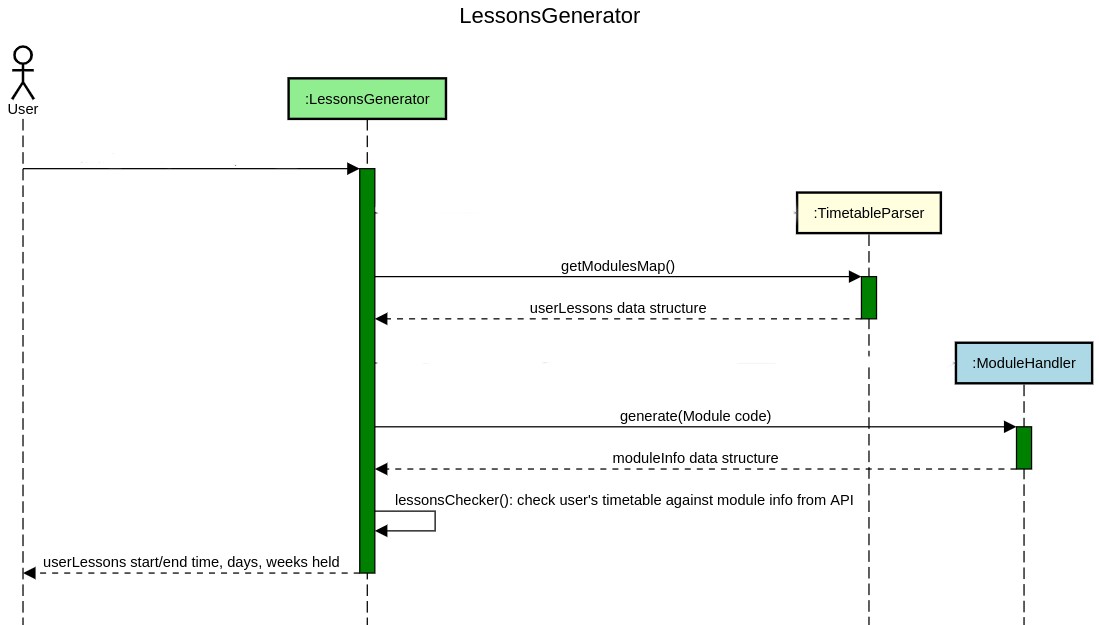 LessonsGenerator
User
:LessonsGenerator
:TimetableParser
getModulesMap()
userLessons data structure
:ModuleHandler
generate(Module code)
moduleInfo data structure
lessonsChecker(): check user's timetable against module info from API
userLessons start/end time, days, weeks held